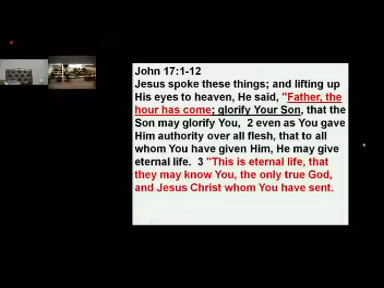 John 17:1-12
Jesus spoke these things; and lifting up
His eyes to heaven, He said, "Father, the
hour has come; glorify Your Son, that the
Son may glorify You,  2 even as You gave
Him authority over all flesh, that to all
whom You have given Him, He may give
eternal life.  3 "This is eternal life, that
they may know You, the only true God,
and Jesus Christ whom You have sent.